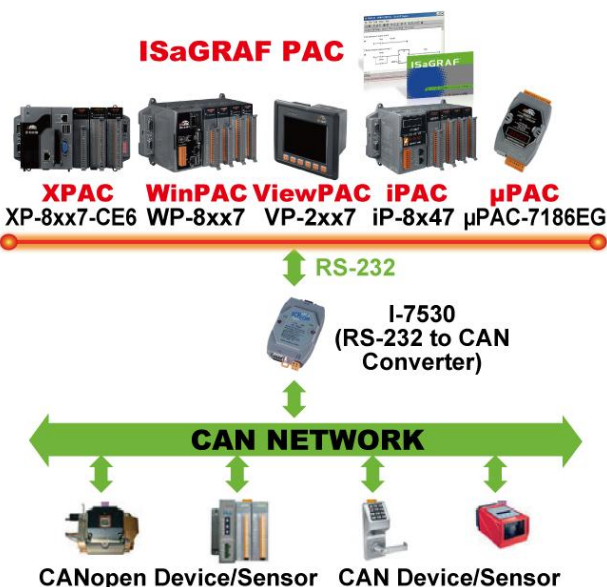 ISaGRAF PAC
ISaGRAF
XPAC WinPAC ViewPAC iPAC µPAC
XP-8xx7-CE6 WP-8xx7 VP-2xx7 iP-8x47 µPAC-7186EG
RS-232
I-7530
(RS-232 to CAN
Converter)
CAN NETWORK
CANopen Device/Sensor CAN Device/Sensor